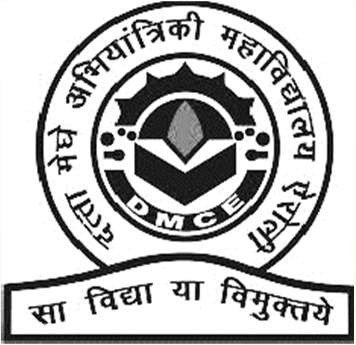 दत्ता मेघे अभियांत्रिकी महाविद्यालय ऐरोली
DMCE
सा विद्या या विमुक्तये